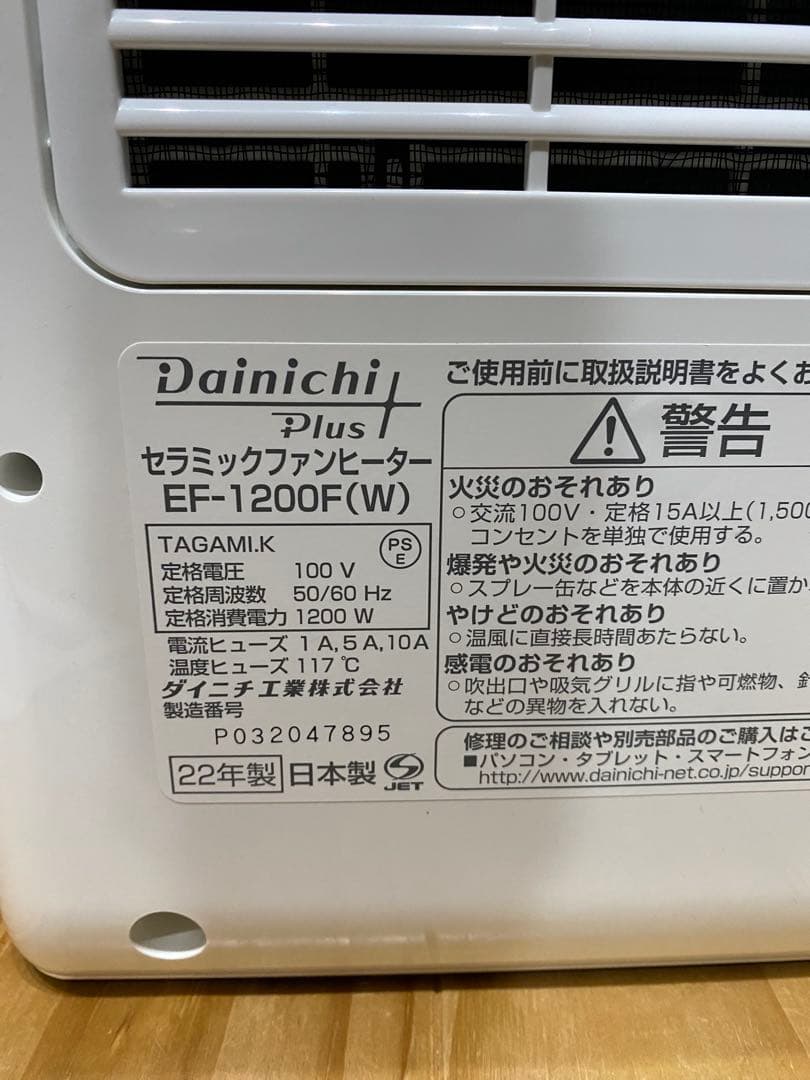 Dainichi
Plus
セラミックファンヒーター
EF-1200F(W)
TAGAMI.K
PS
E
定格電圧 100 V
定格周波数 50/60 Hz
定格消費電力 1200 W
電流ヒューズ 1A,5A,10A
温度ヒューズ 117℃
ダイニチ工業株式会社
製造番号
P032047895
22年製 日本製 JET
ご使用前に取扱説明書をよくお
警告
火災のおそれあり
○交流100V・定格15A以上(1,500
コンセントを単独で使用する。
爆発や火災のおそれあり
○スプレー缶などを本体の近くに置か
やけどのおそれあり
○温風に直接長時間あたらない。
感電のおそれあり
○吹出口や吸気グリルに指や可燃物、
などの異物を入れない。
修理のご相談や別売部品のご購入は
■パソコン・タブレット・スマートフォン
http://www.dainichi-net.co.jp/suppor